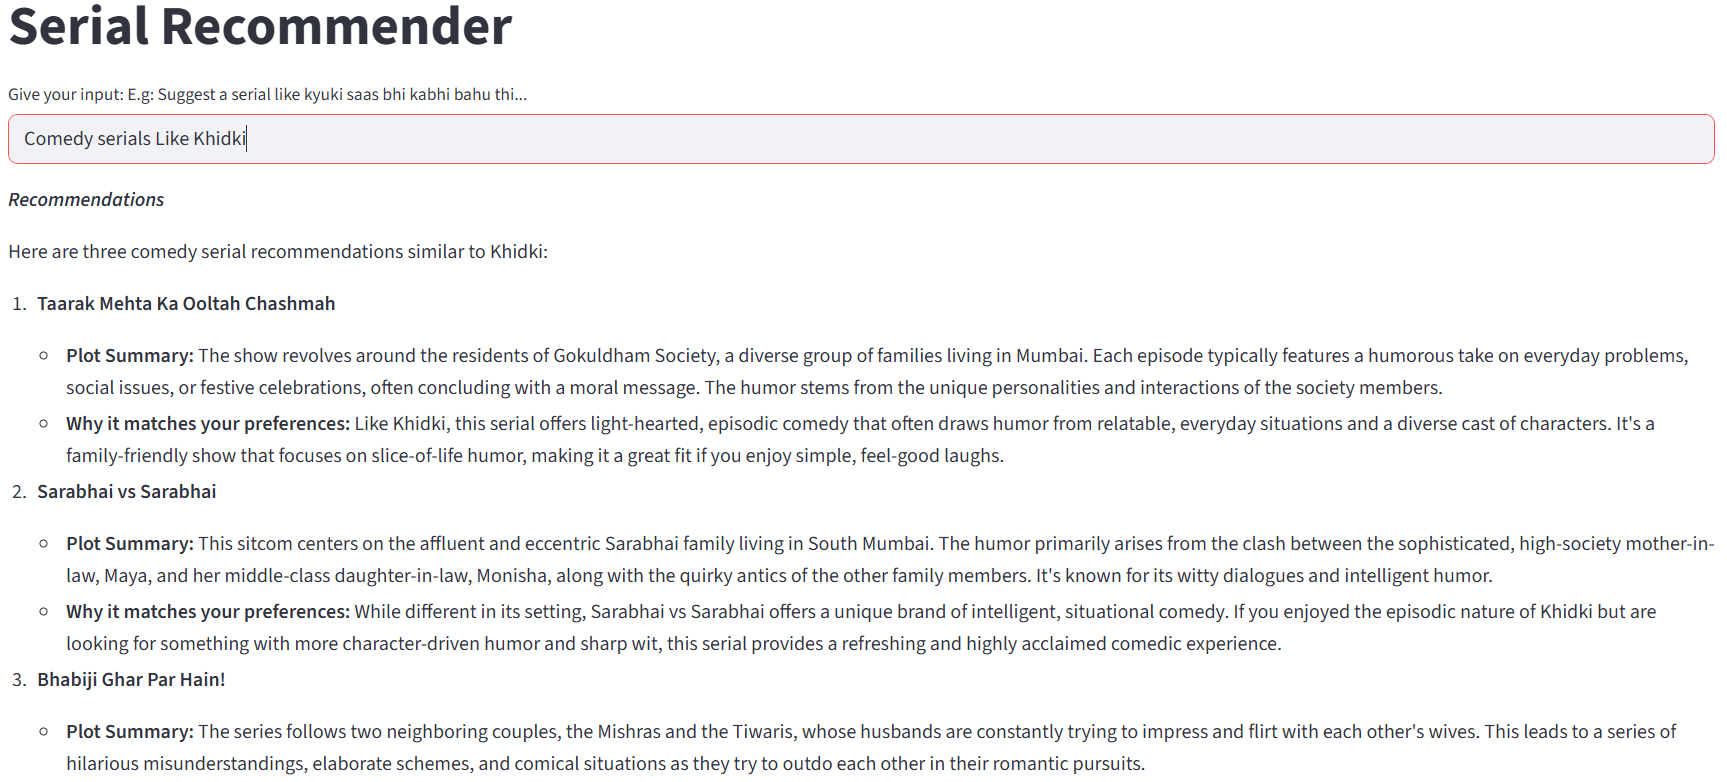 Serial Recommender
Give your input: E.g: Suggest a serial like kyuki saas bhi kabhi bahu thi...
Comedy serials Like Khidki
Recommendations
Here are three comedy serial recommendations similar to Khidki:
1. Taarak Mehta Ka Ooltah Chashmah
Plot Summary: The show revolves around the residents of Gokuldham Society, a diverse group of families living in Mumbai. Each episode typically features a humorous take on everyday problems,
social issues, or festive celebrations, often concluding with a moral message. The humor stems from the unique personalities and interactions of the society members.
Why it matches your preferences: Like Khidki, this serial offers light-hearted, episodic comedy that often draws humor from relatable, everyday situations and a diverse cast of characters. It's a
family-friendly show that focuses on slice-of-life humor, making it a great fit if you enjoy simple, feel-good laughs.
2. Sarabhai vs Sarabhai
Plot Summary: This sitcom centers on the affluent and eccentric Sarabhai family living in South Mumbai. The humor primarily arises from the clash between the sophisticated, high-society mother-in-
law, Maya, and her middle-class daughter-in-law, Monisha, along with the quirky antics of the other family members. It's known for its witty dialogues and intelligent humor.
Why it matches your preferences: While different in its setting, Sarabhai vs Sarabhai offers a unique brand of intelligent, situational comedy. If you enjoyed the episodic nature of Khidki but are
looking for something with more character-driven humor and sharp wit, this serial provides a refreshing and highly acclaimed comedic experience.
3. Bhabiji Ghar Par Hain!
Plot Summary: The series follows two neighboring couples, the Mishras and the Tiwaris, whose husbands are constantly trying to impress and flirt with each other's wives. This leads to a series of
hilarious misunderstandings, elaborate schemes, and comical situations as they try to outdo each other in their romantic pursuits.